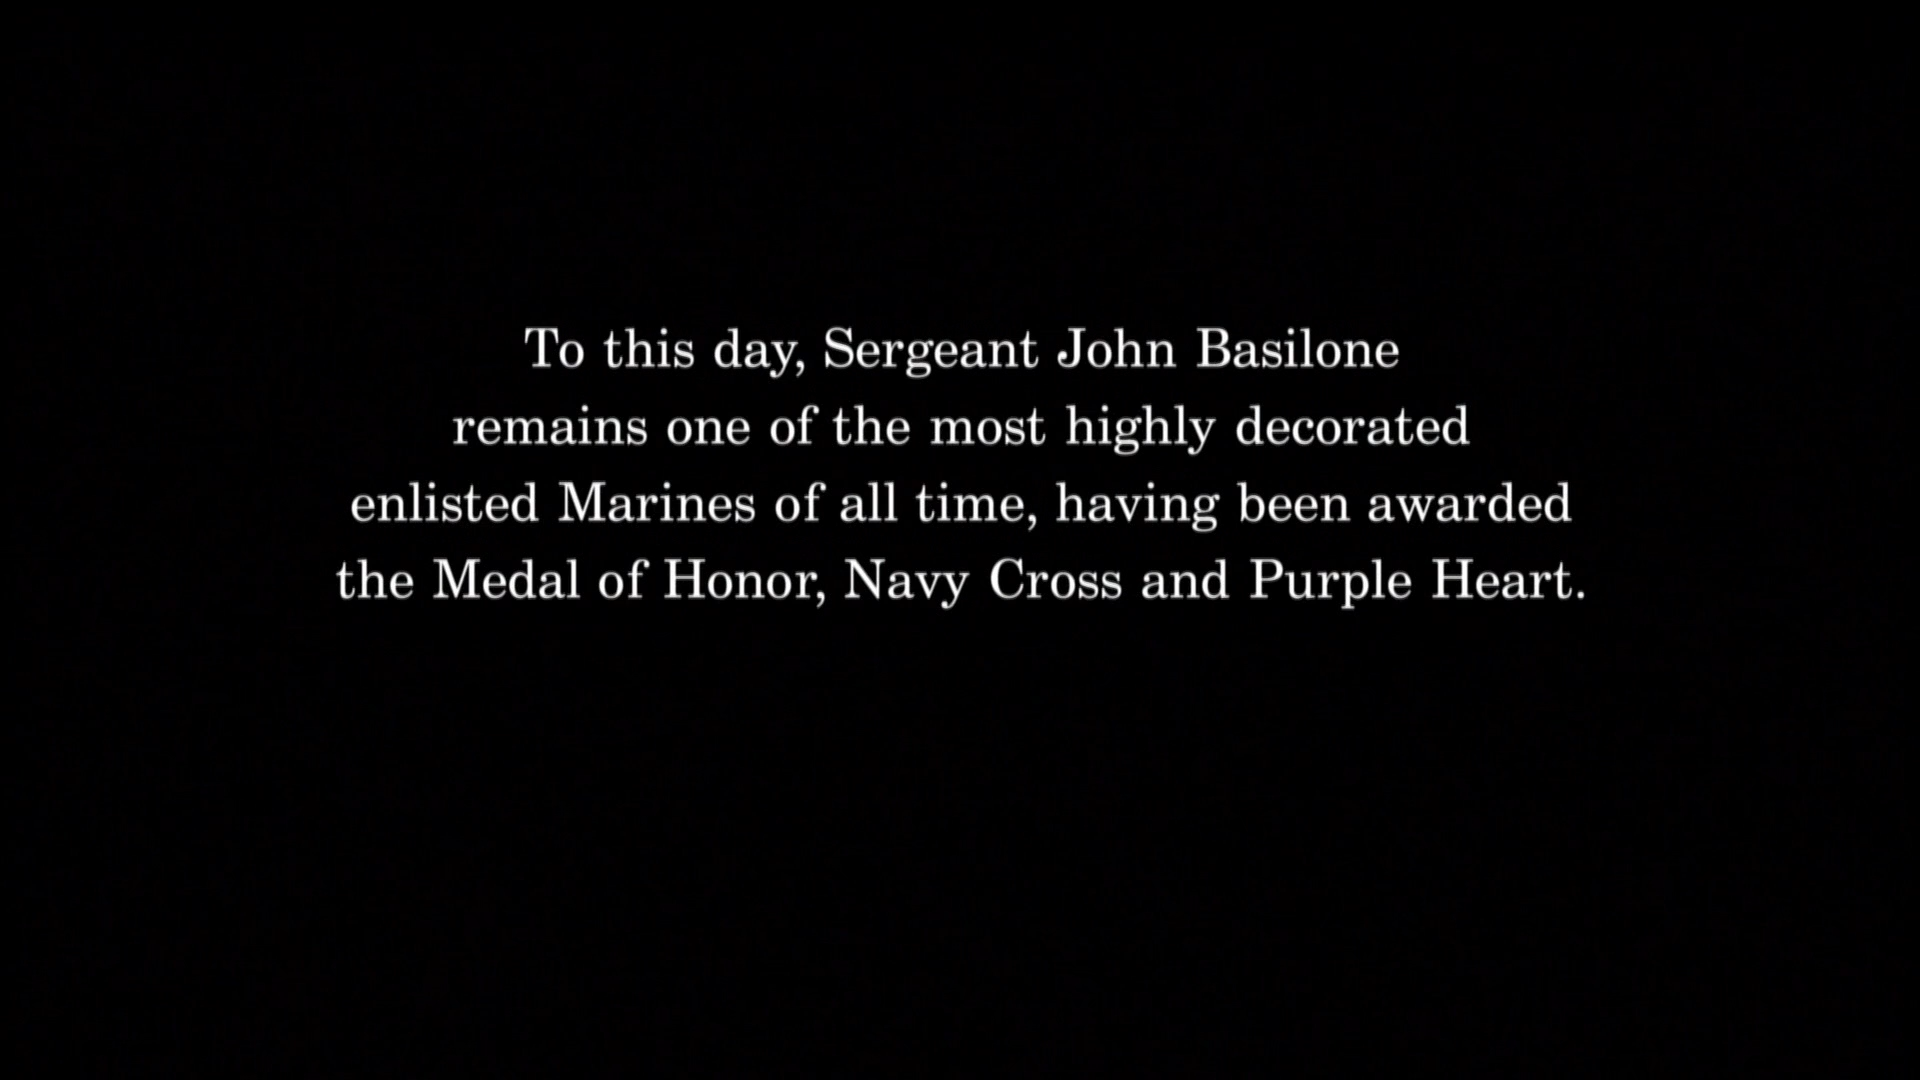 To this day, Sergeant John Basilone
remains one of the most highly decorated
enlisted Marines of all time, having been awarded
the Medal of Honor, Navy Cross and Purple Heart.